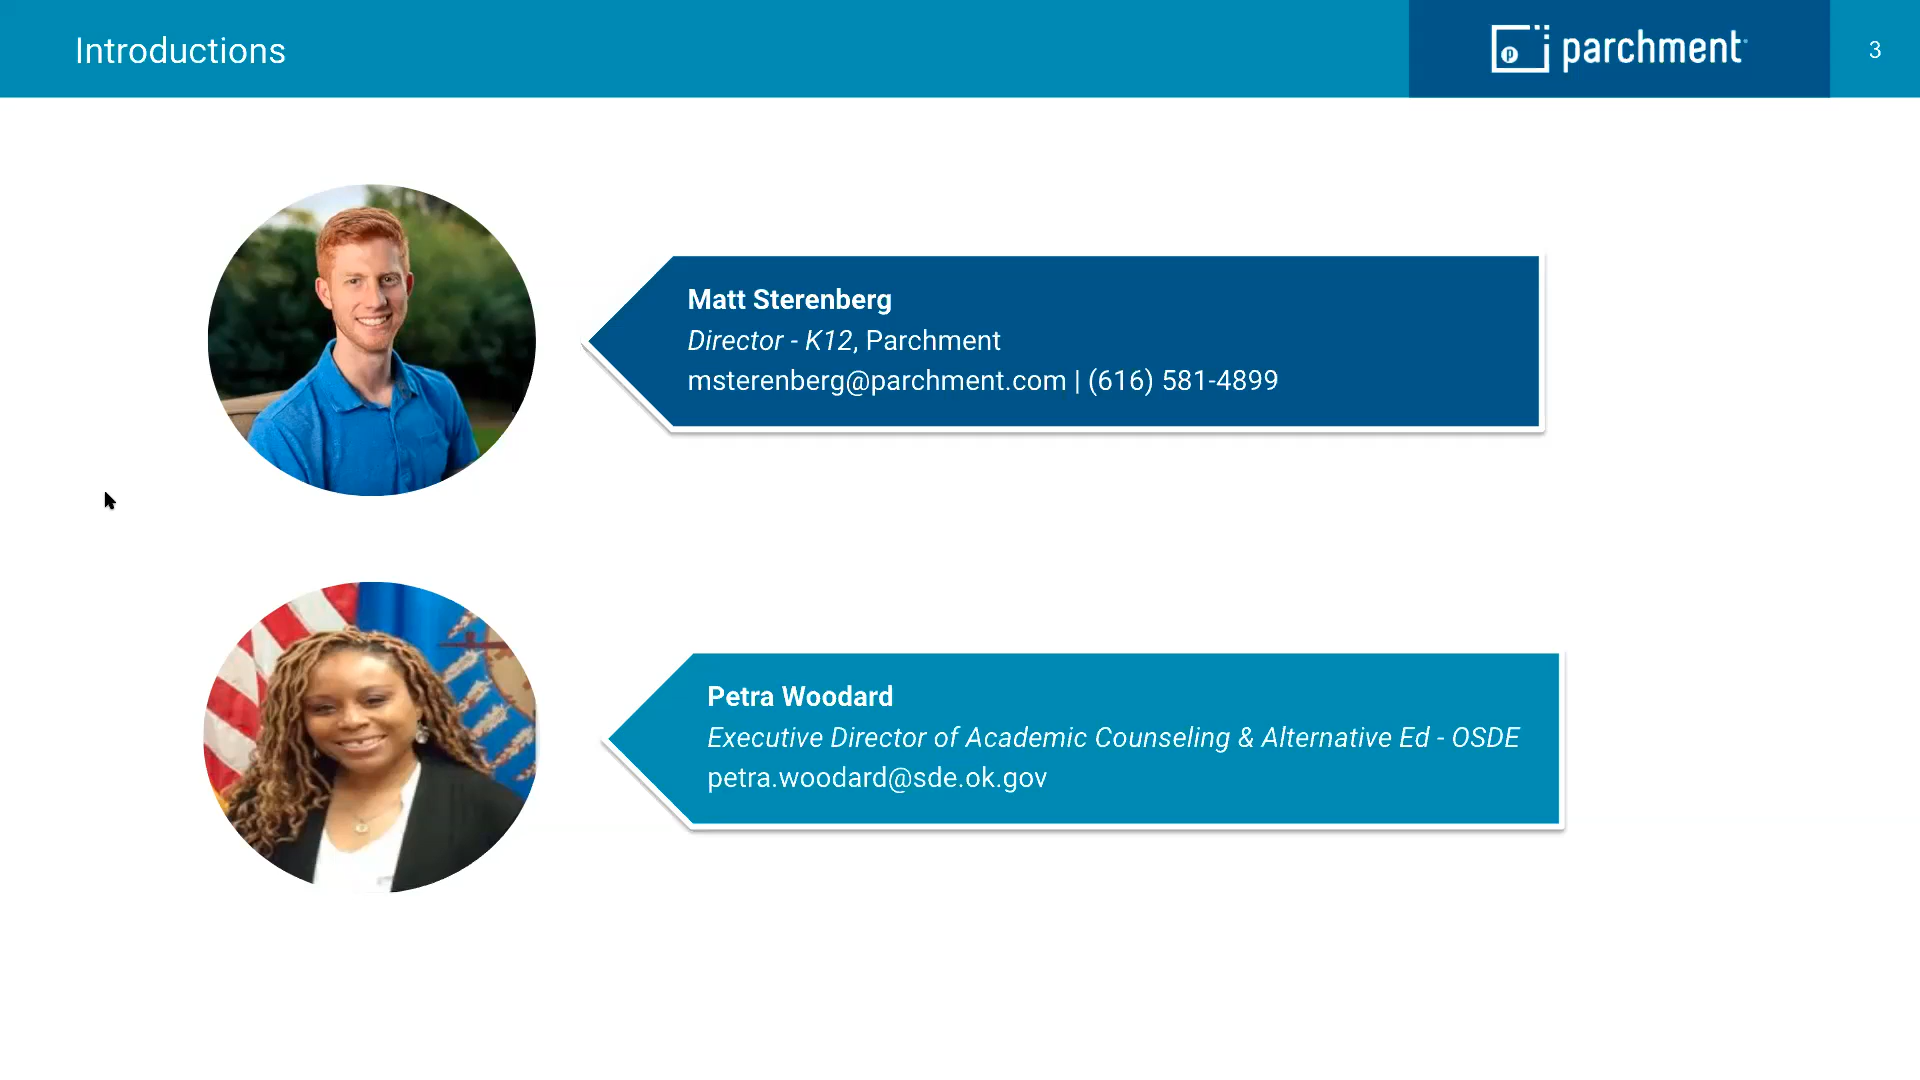 Introductions
parchment
3
Matt Sterenberg
Director - K12, Parchment
msterenberg@parchment.com | (616) 581-4899
Petra Woodard
Executive Director of Academic Counseling & Alternative Ed - OSDE
petra.woodard@sde.ok.gov